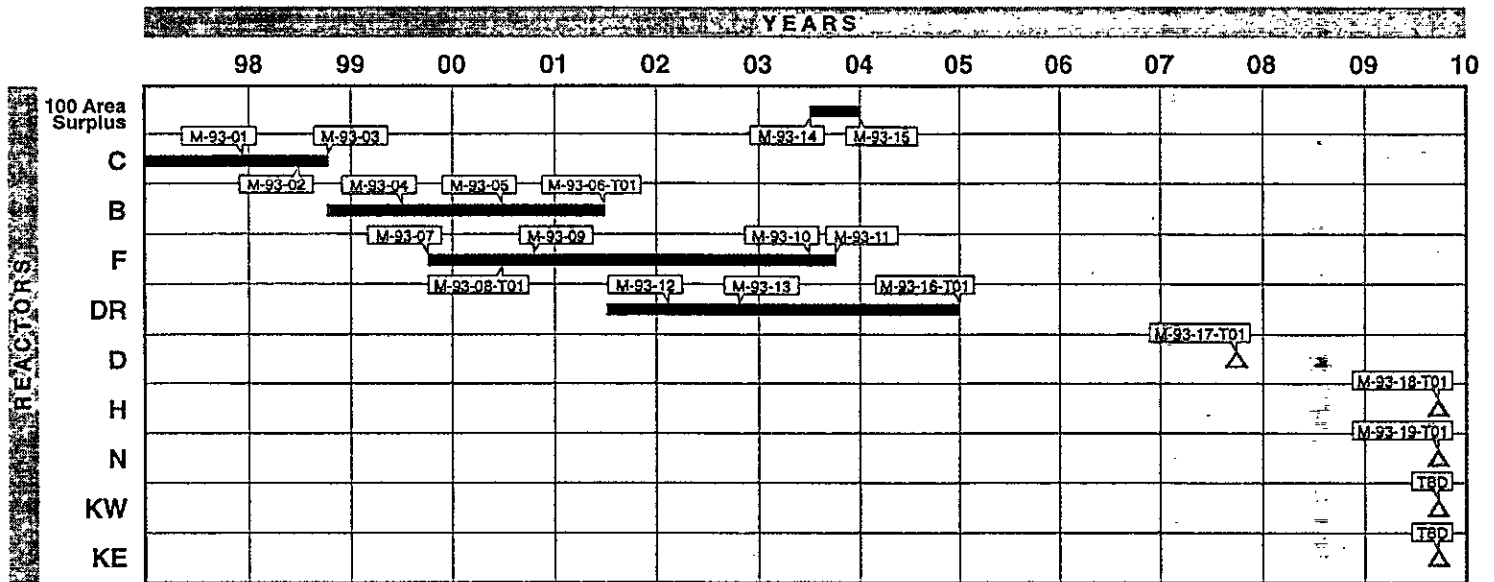 YEARS
98 99 00 01 02 03 04 05 06 07 08 09 10
REACTORS
100 Area
Surplus
M-93-14 M-93-15
M-93-01 M-93-03
C
M-93-02 M-93-04 M-93-05 M-93-06-T01
B
M-93-07 M-93-09 M-93-10 M-93-11
F
M-93-08-T01 M-93-12 M-93-13 M-93-16-T01
DR
M-93-17-T01
D
M-93-18-T01
H
M-93-19-T01
N
TBD
KW
TBD
KE